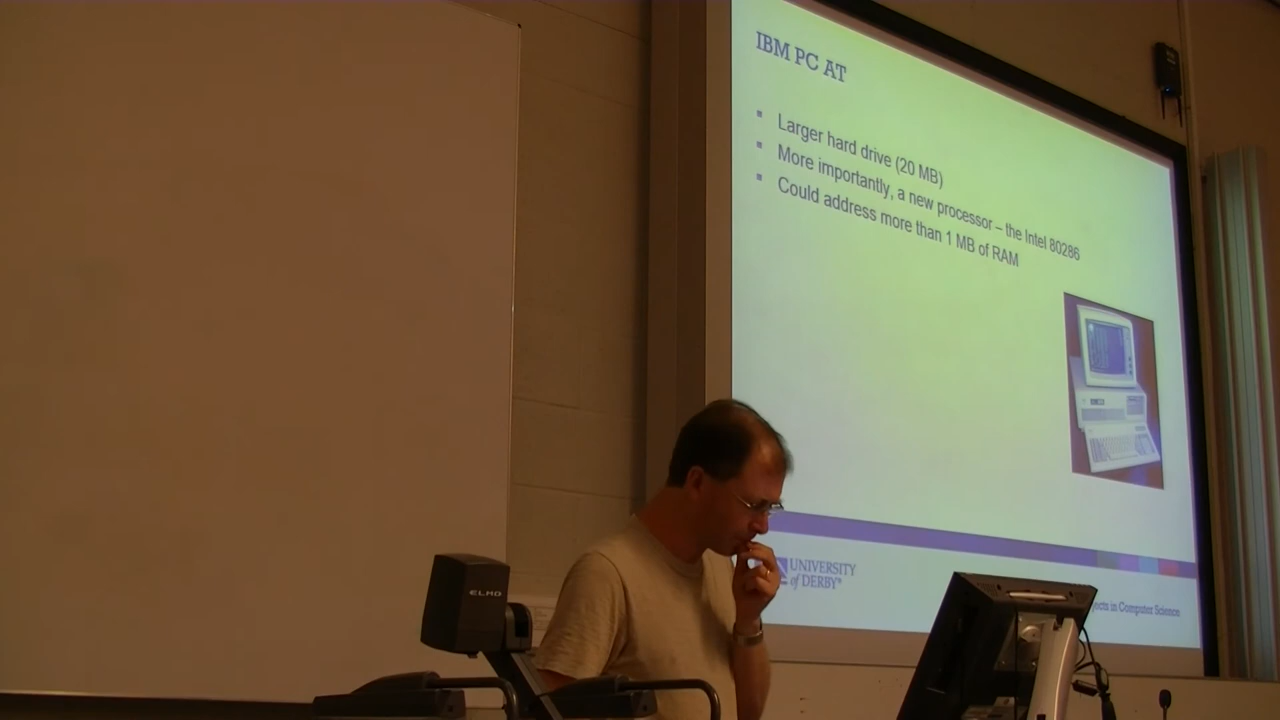 IBM PC AT
Larger hard drive (20 MB)
More importantly, a new processor – the Intel 80286
Could address more than 1 MB of RAM
ELMO
UNIVERSITY
of DERBY
in Computer Science